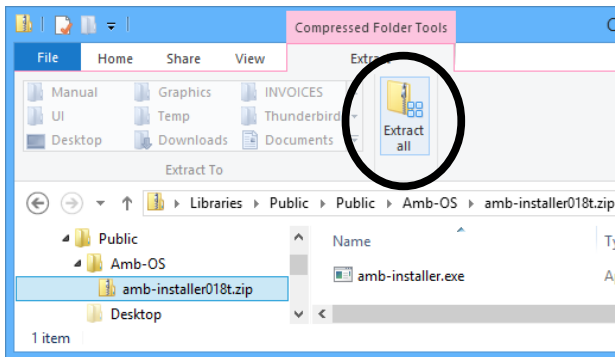 Compressed Folder Tools
File Home Share View Extract
Manual Graphics INVOICES
UI Temp Thunderbird
Desktop Downloads Documents
Extract
all
Extract To
Libraries Public Public Amb-OS amb-installer018t.zip
Public
Amb-OS
amb-installer018t.zip
Desktop
Name
amb-installer.exe
1 item